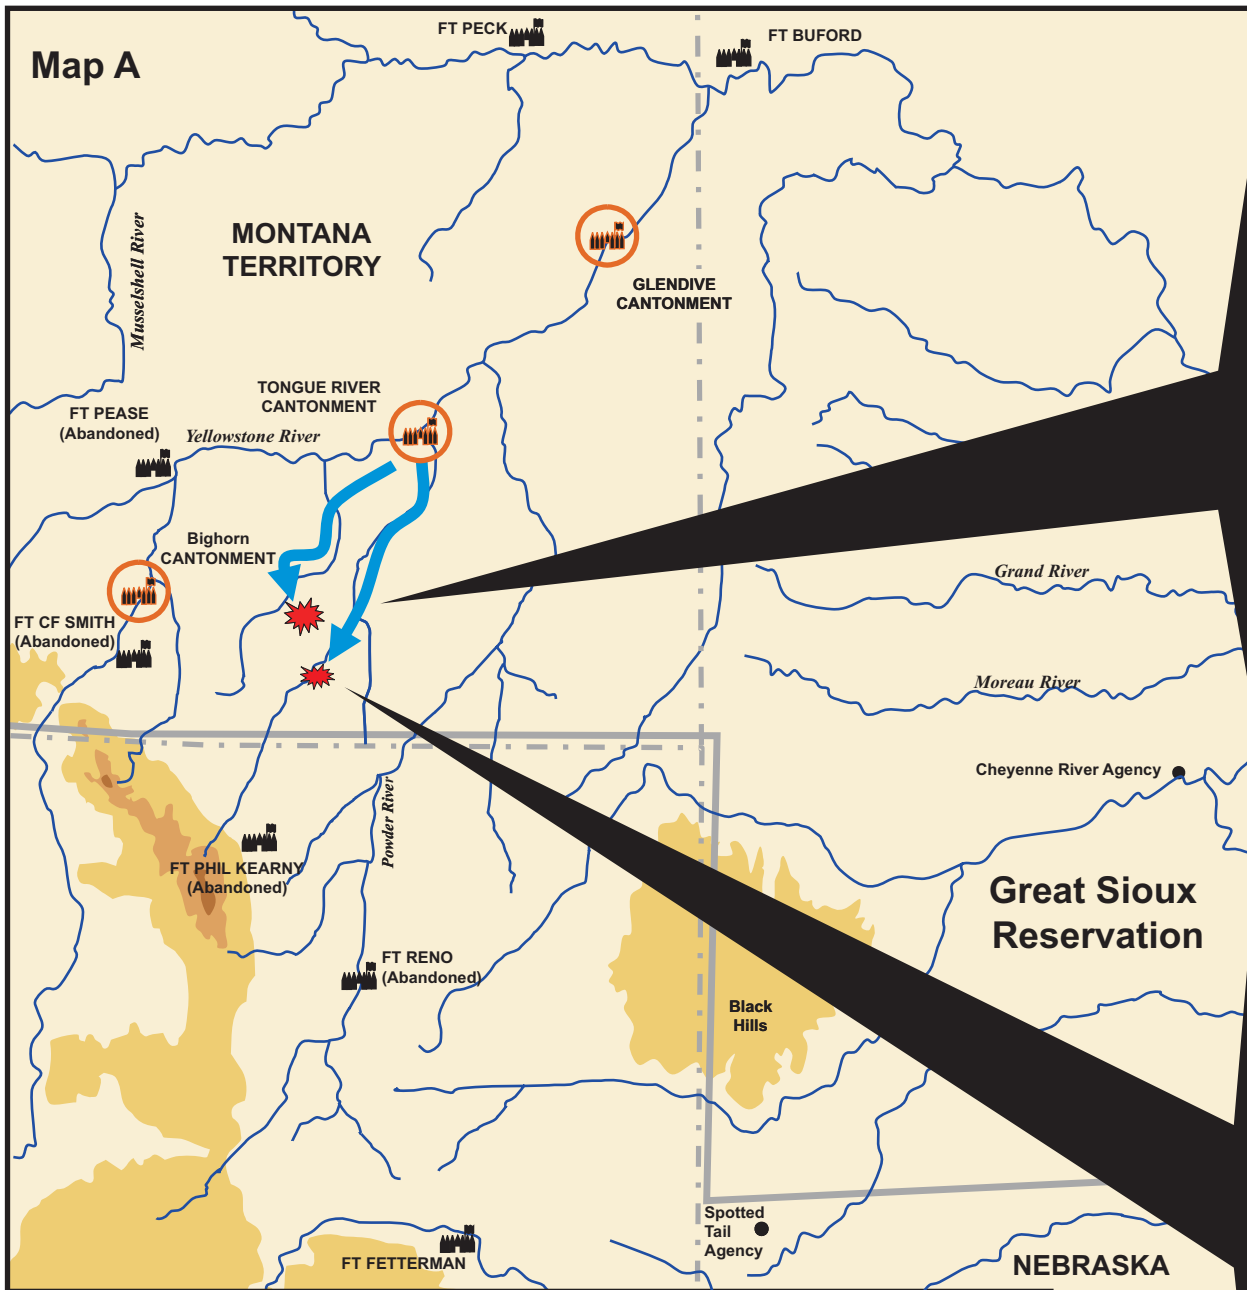 Map A
FT PECK
FT BUFORD
Musselshell River
MONTANA
TERRITORY
GLENDIVE
CANTONMENT
TONGUE RIVER
CANTONMENT
FT PEASE
(Abandoned)
Yellowstone River
Bighorn
CANTONMENT
Grand River
FT CF SMITH
(Abandoned)
Moreau River
Cheyenne River Agency
Powder River
FT PHIL KEARNY
(Abandoned)
Great Sioux
Reservation
FT RENO
(Abandoned)
Black
Hills
Spotted
Tail
Agency
FT FETTERMAN
NEBRASKA